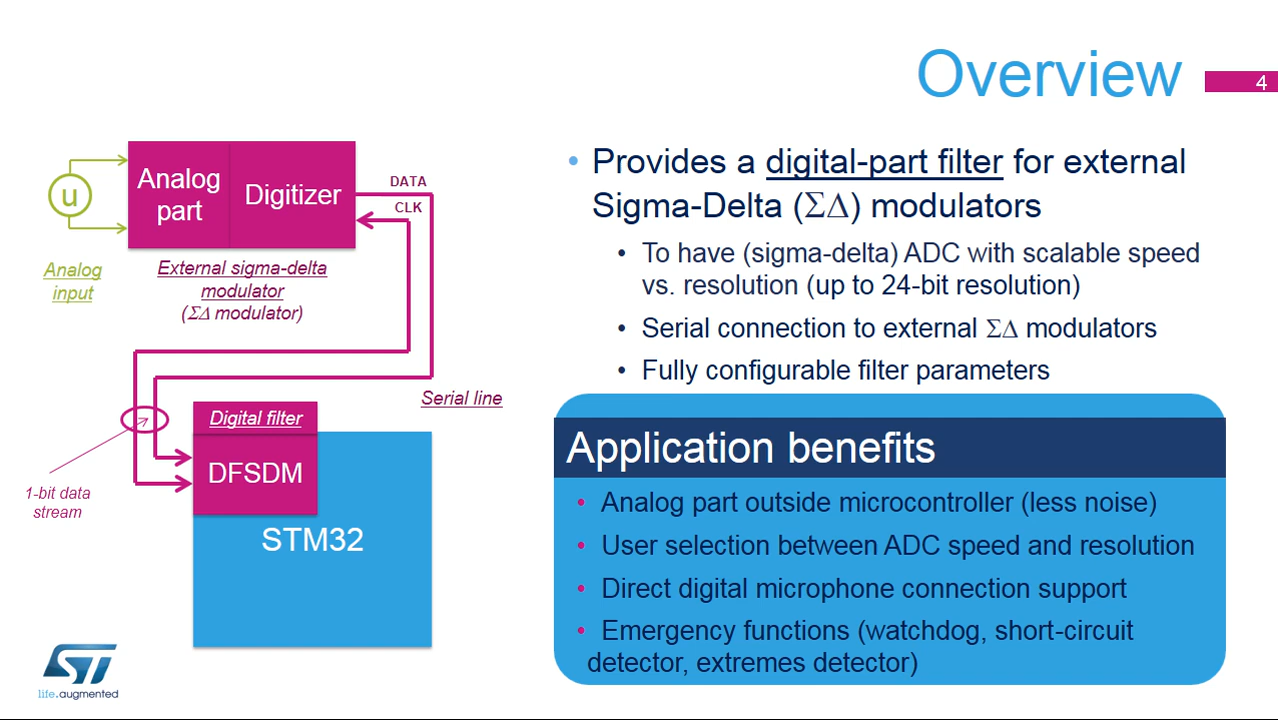 Overview
4
u
Analog
part
Digitizer
DATA
CLK
Analog
input
External sigma-delta
modulator
(ΣΔ modulator)
Serial line
Digital filter
DFSDM
1-bit data
stream
STM32
ST
life.augmented
• Provides a digital-part filter for external
Sigma-Delta (ΣΔ) modulators
• To have (sigma-delta) ADC with scalable speed
vs. resolution (up to 24-bit resolution)
• Serial connection to external ΣΔ modulators
• Fully configurable filter parameters
Application benefits
• Analog part outside microcontroller (less noise)
• User selection between ADC speed and resolution
• Direct digital microphone connection support
• Emergency functions (watchdog, short-circuit
detector, extremes detector)